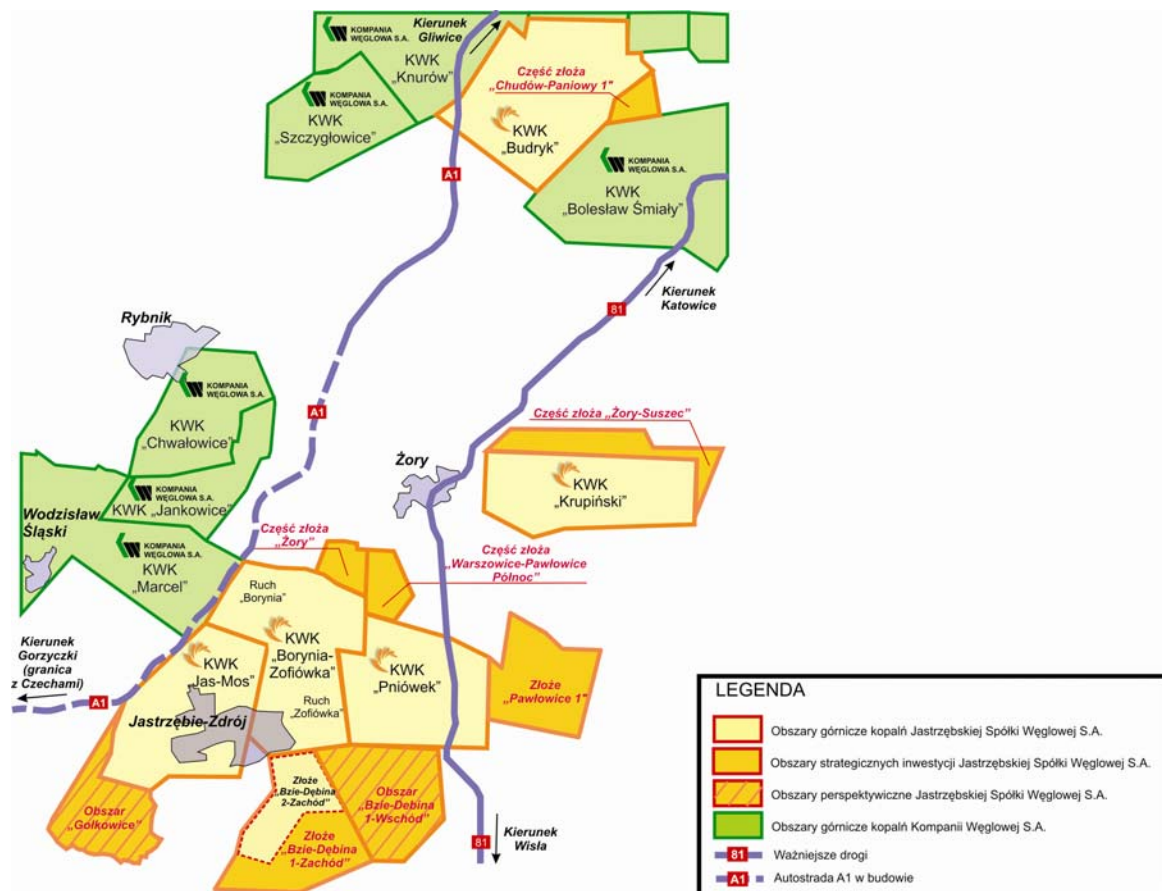 Kierunek
Gliwice
KOMPANIA
WĘGLOWA S.A.
KWK
„Knurów”
KOMPANIA
WĘGLOWA S.A.
KWK
„Szczygłowice”
Część złoża
„Chudów-Paniowy 1"
KWK
„Budryk”
A1
KOMPANIA
WĘGLOWA S.A.
KWK
„Bolesław Śmiały”
Kierunek
Katowice
81
Rybnik
KOMPANIA
WĘGLOWA S.A.
KWK
„Chwałowice”
A1
Część złoża „Żory-Suszec”
KWK
„Krupiński”
Żory
KOMPANIA
WĘGLOWA S.A.
KWK „Jankowice”
Wodzisław
Śląski
KOMPANIA
WĘGLOWA S.A.
KWK
„Marcel”
Część złoża
„Żory”
Część złoża
„Warszowice-Pawłowice
Północ”
Ruch
„Borynia”
KWK
„Borynia-
Zofiówka”
Ruch
„Zofiówka”
KWK
„Jas-Mos”
KWK
„Pniówek”
Złoże
„Pawłowice 1"
Kierunek
Gorzyczki
(granica
z Czechami)
A1
Jastrzębie-Zdrój
Obszar
„Gołkowice”
Złoże
„Bzie-Dębina
2-Zachód”
Obszar
„Bzie-Dębina
1-Wschód”
Złoże
„Bzie-Dębina
1-Zachód”
81
Kierunek
Wisła
LEGENDA
Obszary górnicze kopalń Jastrzębskiej Spółki Węglowej S.A.
Obszary strategicznych inwestycji Jastrzębskiej Spółki Węglowej S.A.
Obszary perspektywiczne Jastrzębskiej Spółki Węglowej S.A.
Obszary górnicze kopalń Kompanii Węglowej S.A.
81 Ważniejsze drogi
A1 Autostrada A1 w budowie